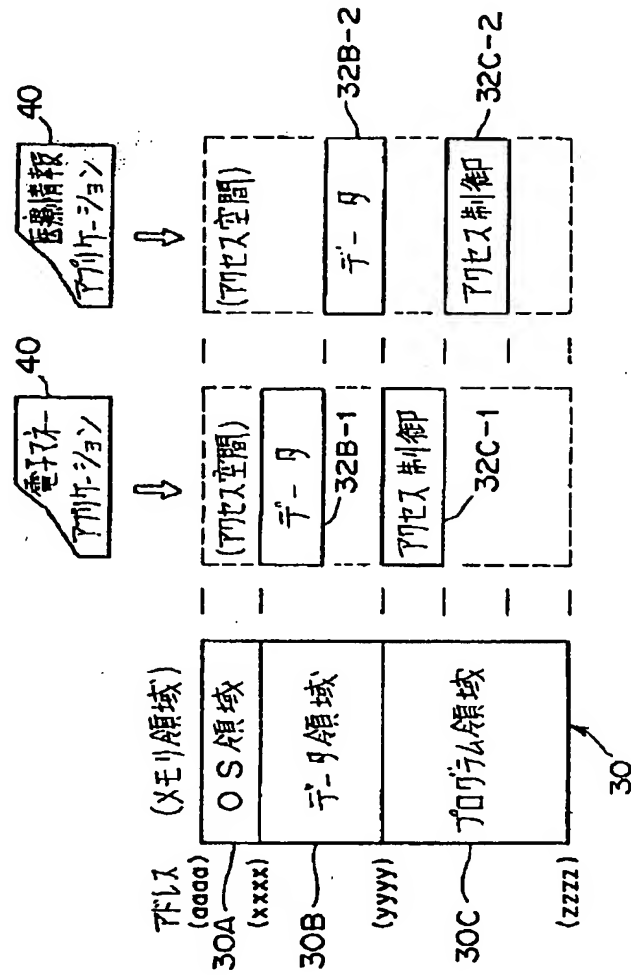 40
電子マネー
アプリケーション
40
医療情報
アプリケーション
アドレス
(メモリ領域)
(アクセス空間)
(アクセス空間)
(aaaa)
30A
OS領域
(xxxx)
30B
データ領域
データ
32B-1
データ
32B-2
(yyyy)
30C
プログラム領域
アクセス制御
32C-1
アクセス制御
32C-2
(zzzz)
30